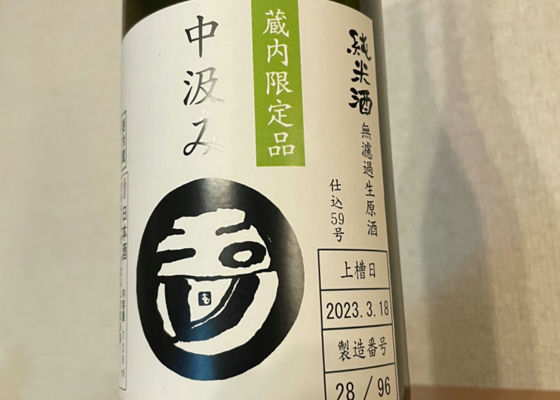 純米酒
無濾過生原酒
仕込59号
上槽日
2023.3.18
製造番号
28/96
蔵内限定品
中汲み
日本酒